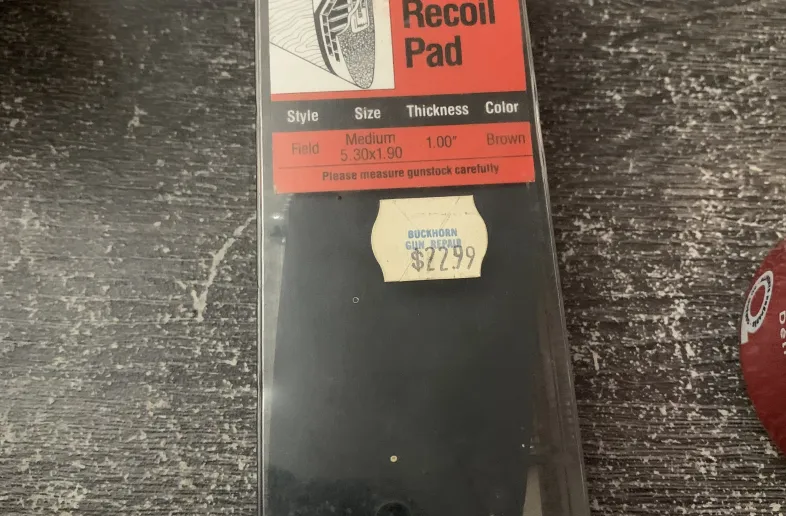 Recoil
Pad
Style Size Thickness Color
Field Medium 5.30x1.90 1.00" Brown
Please measure gunstock carefully
BUCKHORN
GUN REPAIR
$22.99